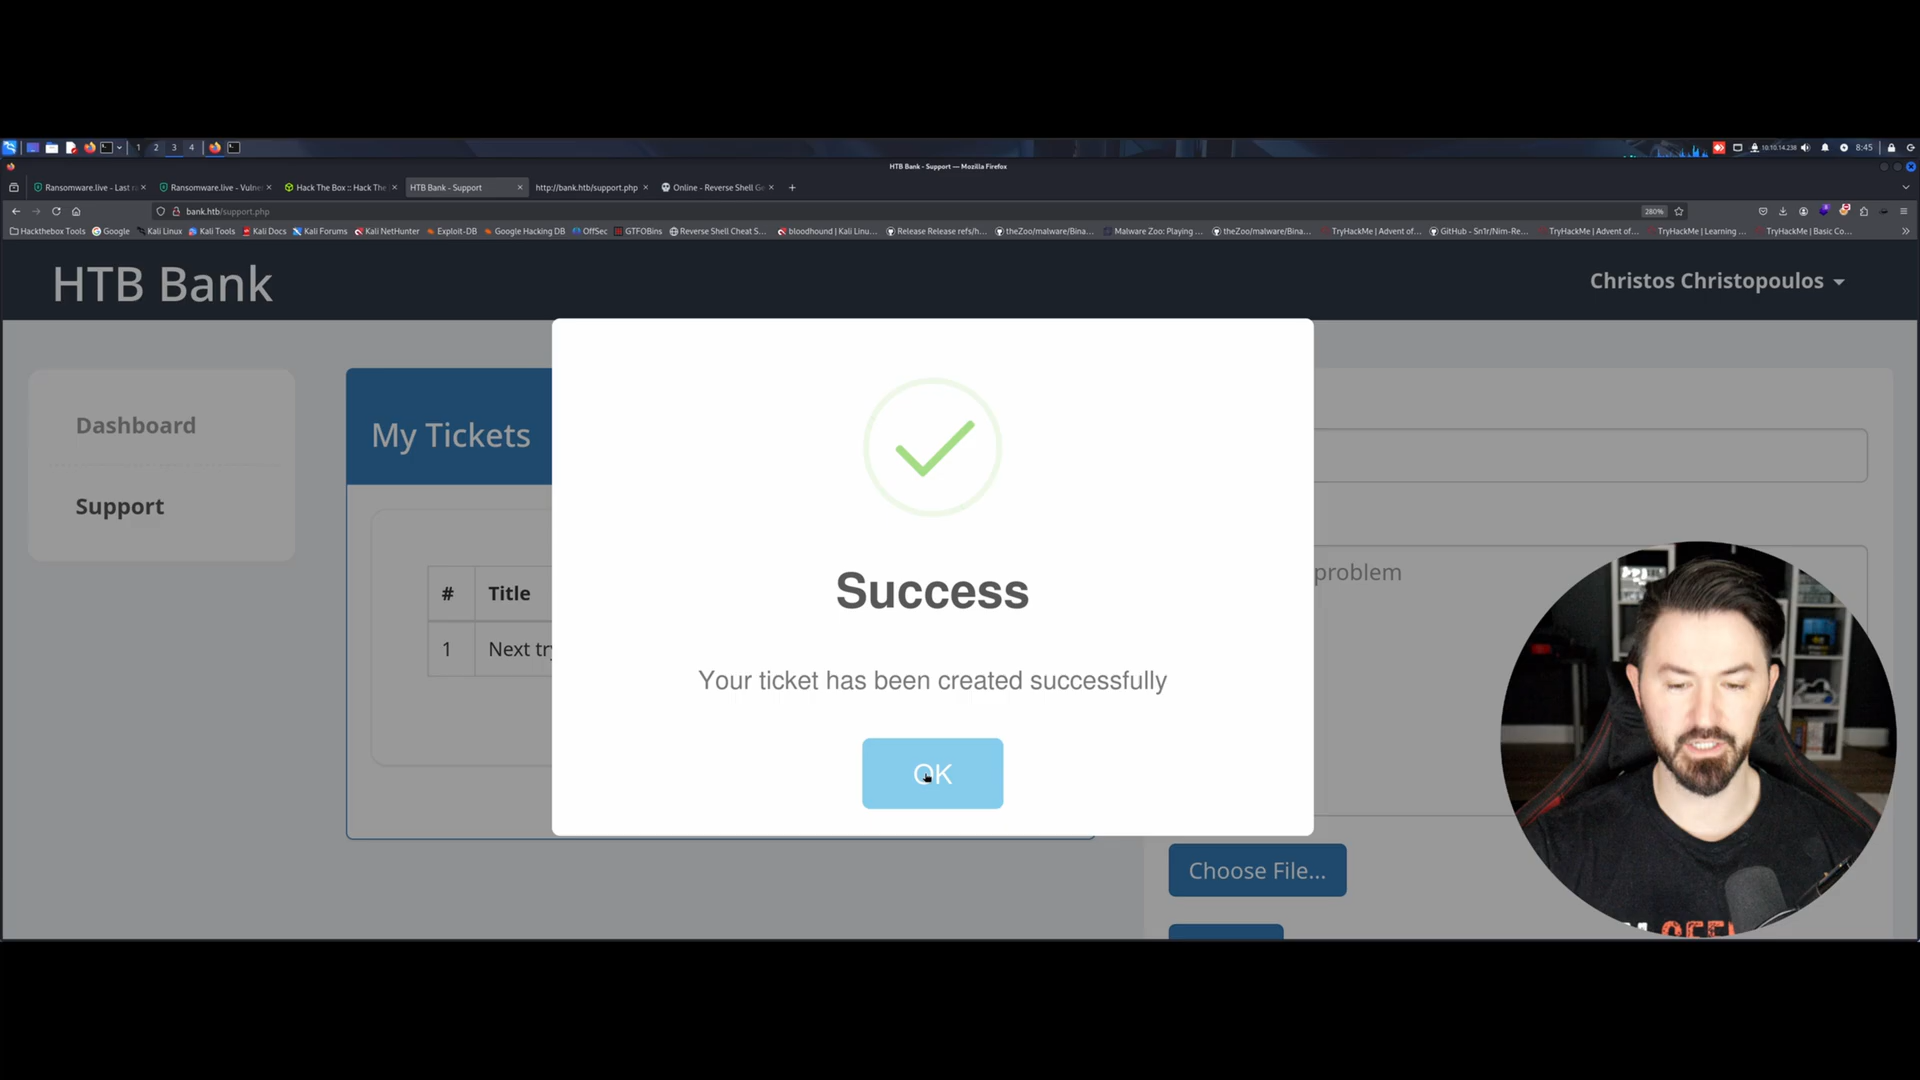 1 2 3 4
10.10.14.238
8:45
HTB Bank - Support — Mozilla Firefox
Ransomware.live - Last
Ransomware.live - Vulne
Hack The Box :: Hack The
HTB Bank - Support
http://bank.htb/support.php
Online - Reverse Shell Ge
bank.htb/support.php
280%
Hackthebox Tools
Google
Kali Linux
Kali Tools
Kali Docs
Kali Forums
Kali NetHunter
Exploit-DB
Google Hacking DB
OffSec
GTFOBins
Reverse Shell Cheat S...
bloodhound | Kali Linu...
Release Release refs/h...
theZoo/malware/Bina...
Malware Zoo: Playing ...
theZoo/malware/Bina...
TryHackMe | Advent of...
GitHub - Sn1r/Nim-Re...
TryHackMe | Advent of...
TryHackMe | Learning ...
TryHackMe | Basic Co...
HTB Bank
Christos Christopoulos
Dashboard
Support
My Tickets
# Title
1 Next try
Success
Your ticket has been created successfully
OK
problem
Choose File...